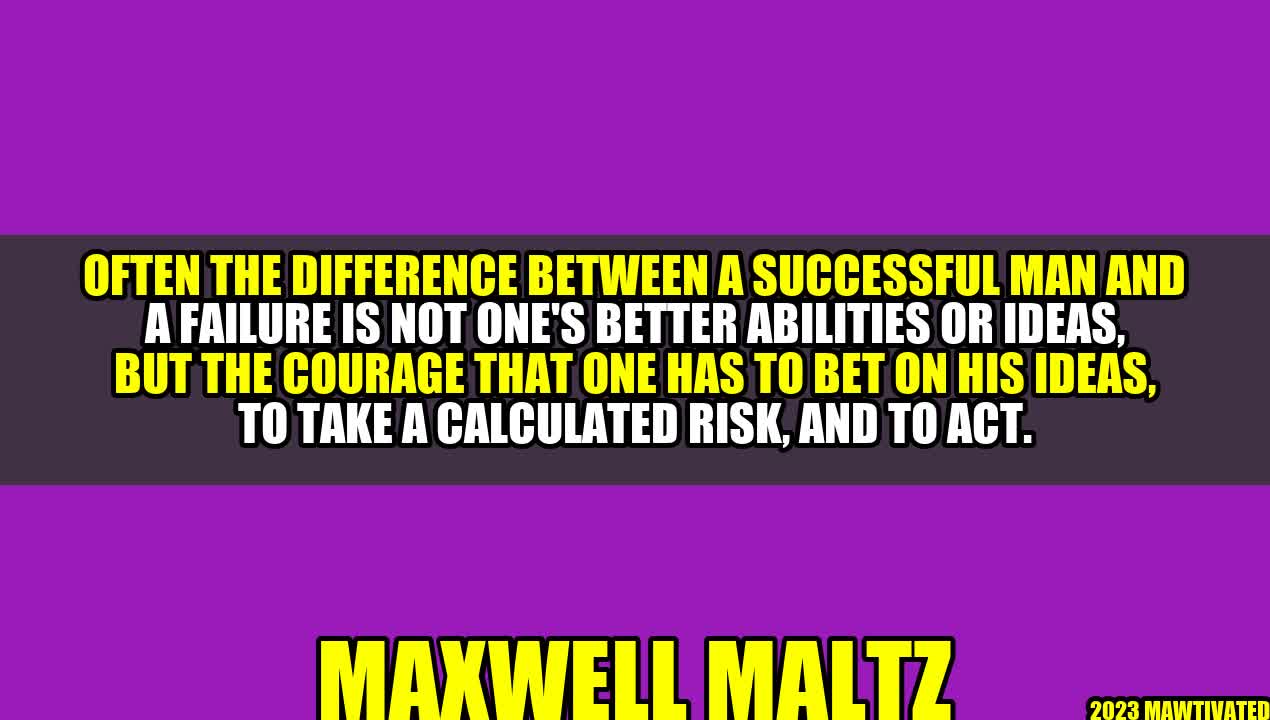 OFTEN THE DIFFERENCE BETWEEN A SUCCESSFUL MAN AND
A FAILURE IS NOT ONE'S BETTER ABILITIES OR IDEAS,
BUT THE COURAGE THAT ONE HAS TO BET ON HIS IDEAS,
TO TAKE A CALCULATED RISK, AND TO ACT.
MAXWELL MALTZ
2023 MAWTIVATED